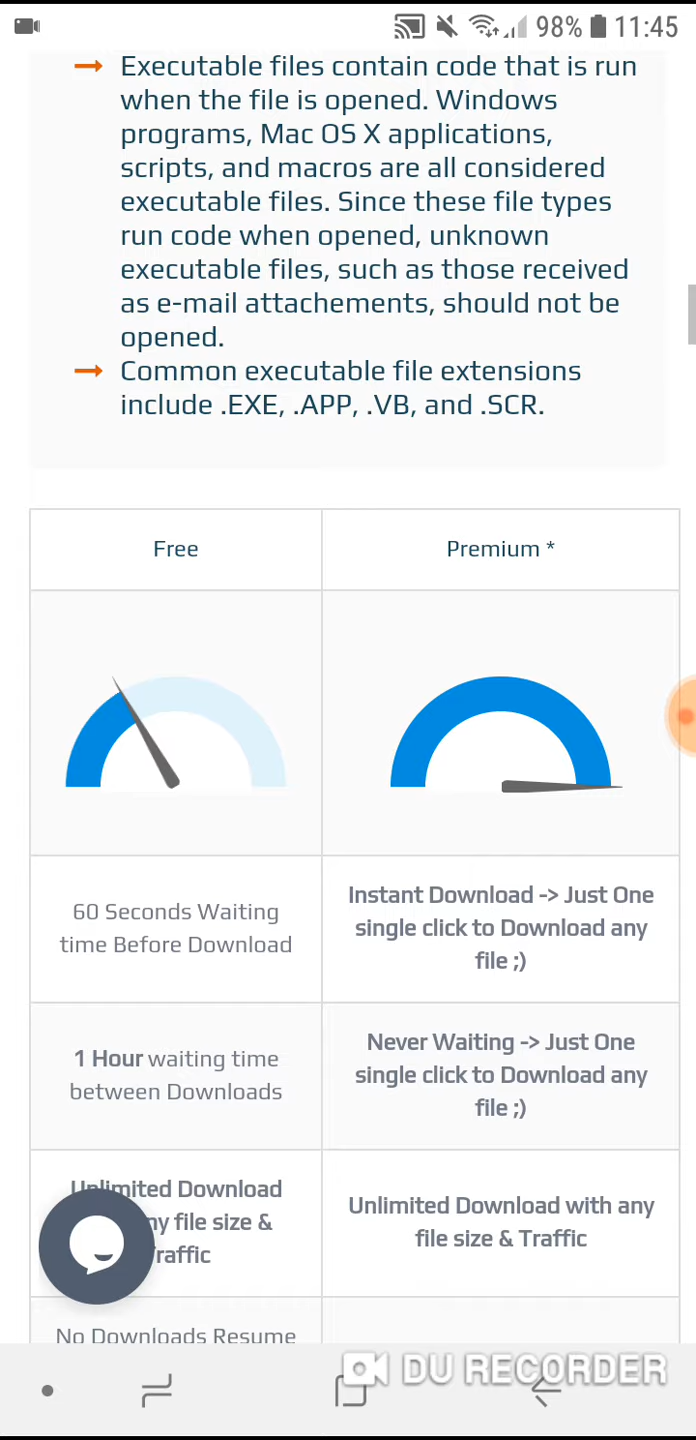 98% 11:45
Executable files contain code that is run
when the file is opened. Windows
programs, Mac OS X applications,
scripts, and macros are all considered
executable files. Since these file types
run code when opened, unknown
executable files, such as those received
as e-mail attachements, should not be
opened.
Common executable file extensions
include .EXE, .APP, .VB, and .SCR.
Free
Premium *
60 Seconds Waiting
time Before Download
Instant Download -> Just One
single click to Download any
file ;)
1 Hour waiting time
between Downloads
Never Waiting -> Just One
single click to Download any
file ;)
Unlimited Download
ny file size &
raffic
Unlimited Download with any
file size & Traffic
No Downloads Resume
DU RECORDER